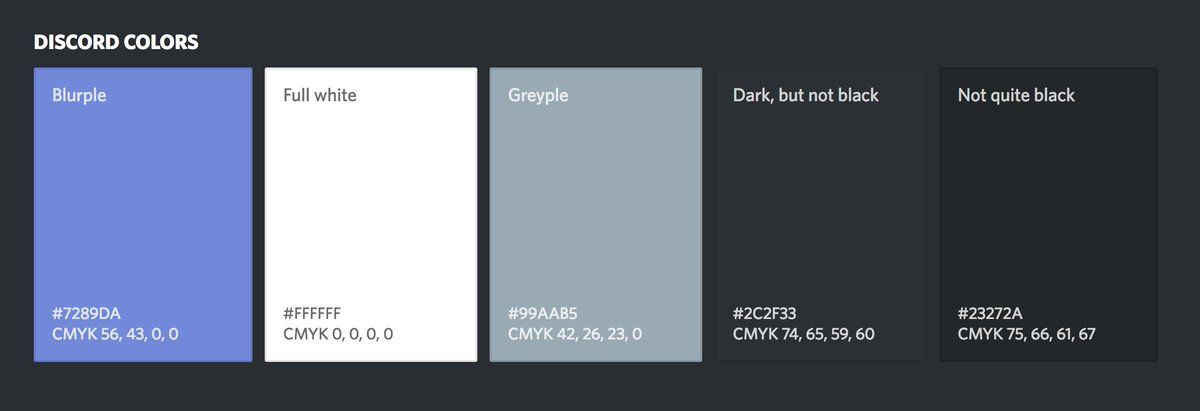 DISCORD COLORS
Blurple
#7289DA
CMYK 56, 43, 0, 0
Full white
#FFFFFF
CMYK 0, 0, 0, 0
Greyple
#99AAB5
CMYK 42, 26, 23, 0
Dark, but not black
#2C2F33
CMYK 74, 65, 59, 60
Not quite black
#23272A
CMYK 75, 66, 61, 67